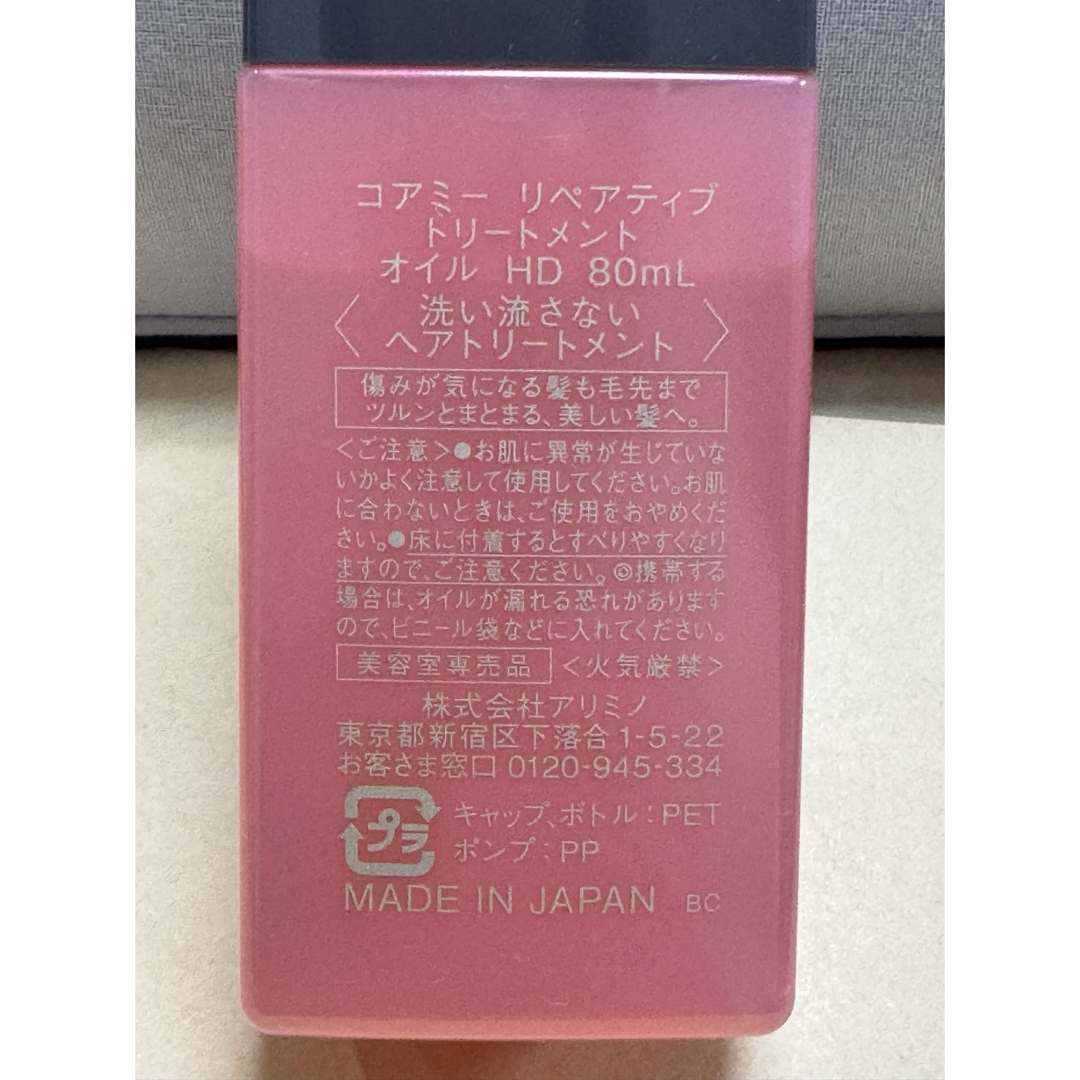 コアミー リペアティブ
トリートメント
オイル HD 80mL
〈洗い流さない
ヘアトリートメント〉
傷みが気になる髪も毛先まで
ツルンとまとまる、美しい髪へ。
<ご注意>●お肌に異常が生じていな
いかよく注意して使用してください。お肌
に合わないときは、ご使用をおやめくだ
さい。●床に付着するとすべりやすくなり
ますので、ご注意ください。◎携帯する
場合は、オイルが漏れる恐れがあります
ので、ビニール袋などに入れてください。
美容室専売品 <火気厳禁>
株式会社アリミノ
東京都新宿区下落合1-5-22
お客さま窓口 0120-945-334
プラ キャップ、ボトル：PET
ポンプ：PP
MADE IN JAPAN BC